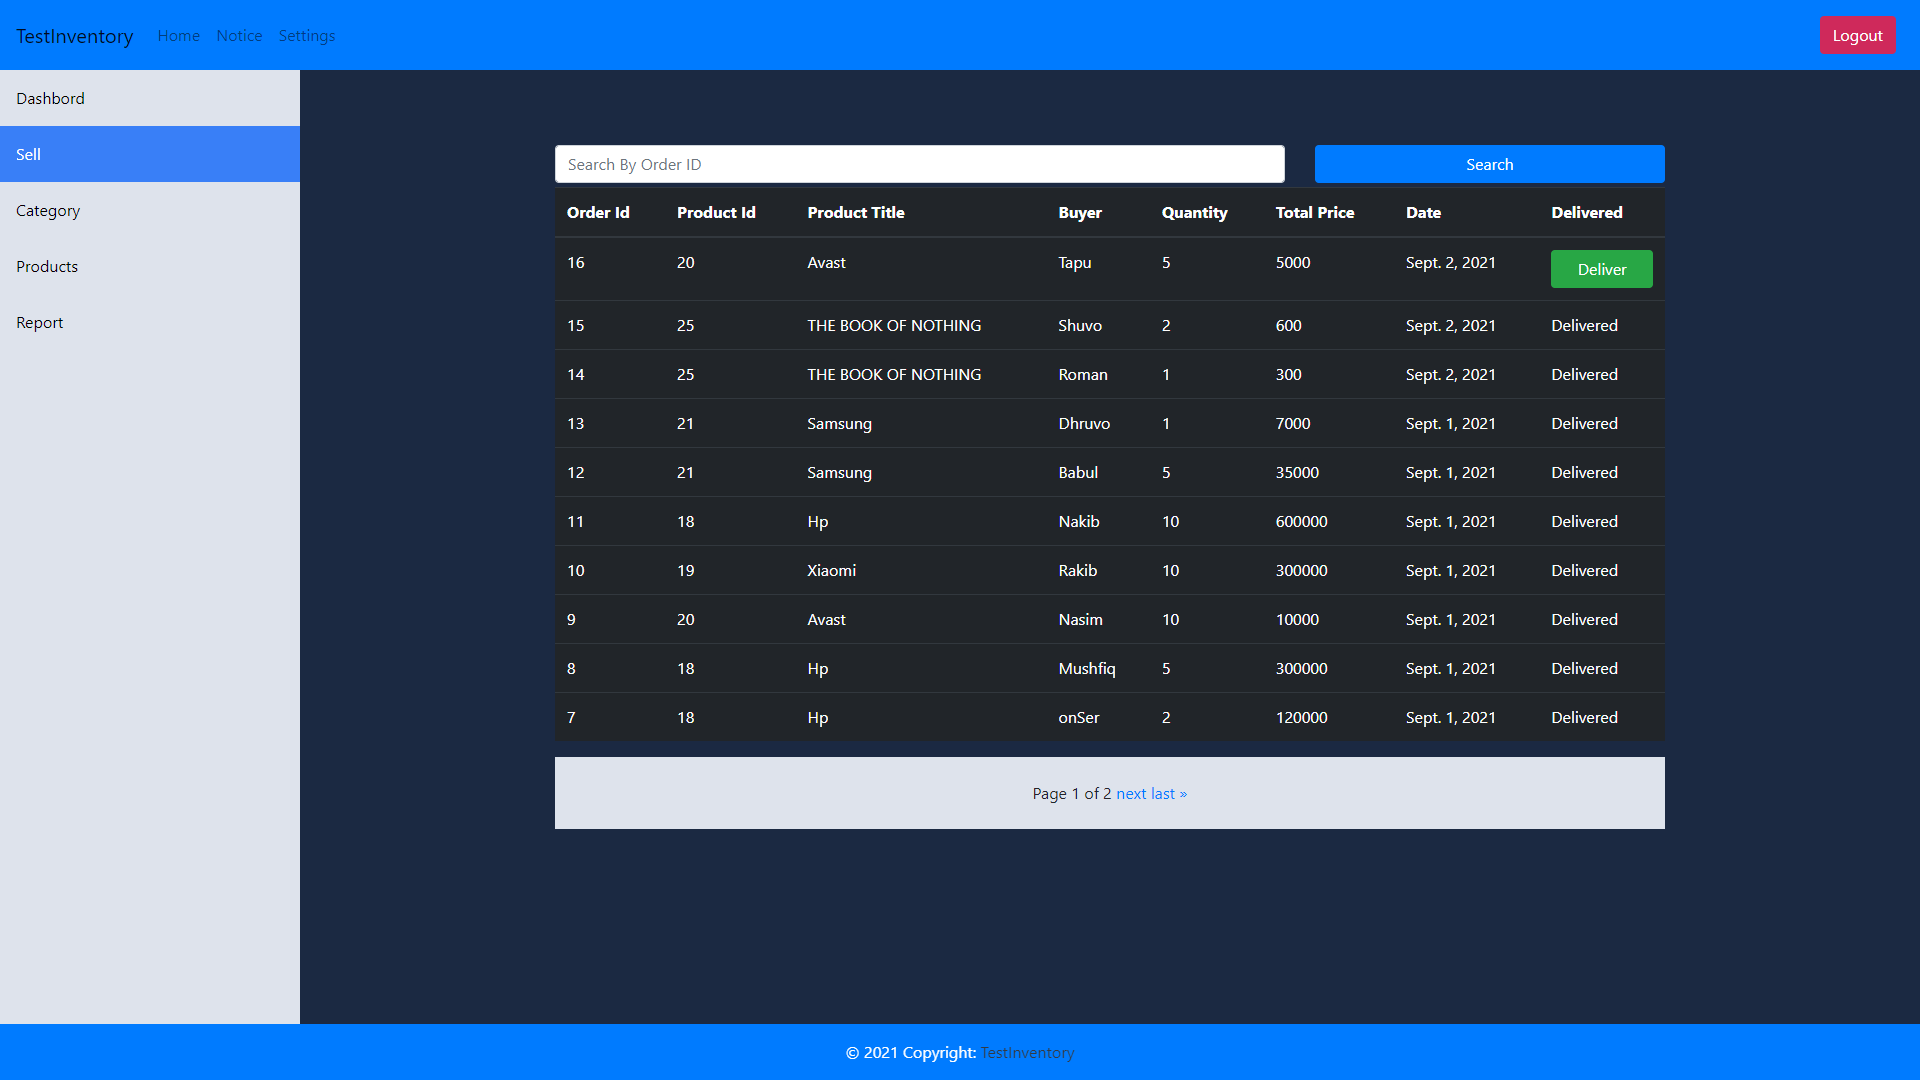 TestInventory Home Notice Settings Logout
Dashbord
Sell
Category
Products
Report
Search By Order ID Search
Order Id Product Id Product Title Buyer Quantity Total Price Date Delivered
16 20 Avast Tapu 5 5000 Sept. 2, 2021 Deliver
15 25 THE BOOK OF NOTHING Shuvo 2 600 Sept. 2, 2021 Delivered
14 25 THE BOOK OF NOTHING Roman 1 300 Sept. 2, 2021 Delivered
13 21 Samsung Dhruvo 1 7000 Sept. 1, 2021 Delivered
12 21 Samsung Babul 5 35000 Sept. 1, 2021 Delivered
11 18 Hp Nakib 10 600000 Sept. 1, 2021 Delivered
10 19 Xiaomi Rakib 10 300000 Sept. 1, 2021 Delivered
9 20 Avast Nasim 10 10000 Sept. 1, 2021 Delivered
8 18 Hp Mushfiq 5 300000 Sept. 1, 2021 Delivered
7 18 Hp onSer 2 120000 Sept. 1, 2021 Delivered
Page 1 of 2 next last »
© 2021 Copyright: TestInventory